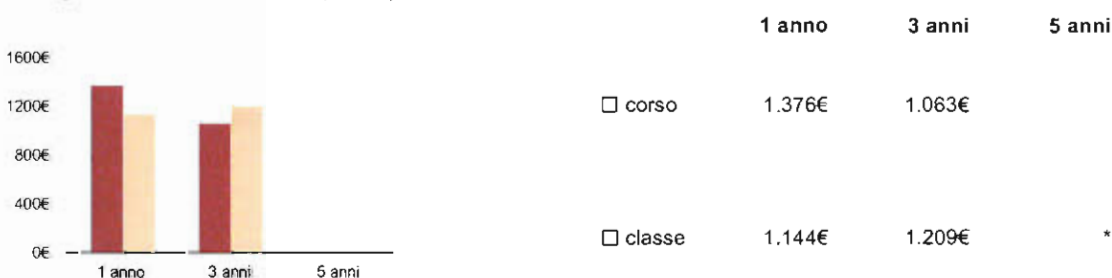 1600€
1200€
800€
400€
0€
1 anno 3 anni 5 anni
1 anno 3 anni 5 anni
☐ corso 1.376€ 1.063€
☐ classe 1.144€ 1.209€ *